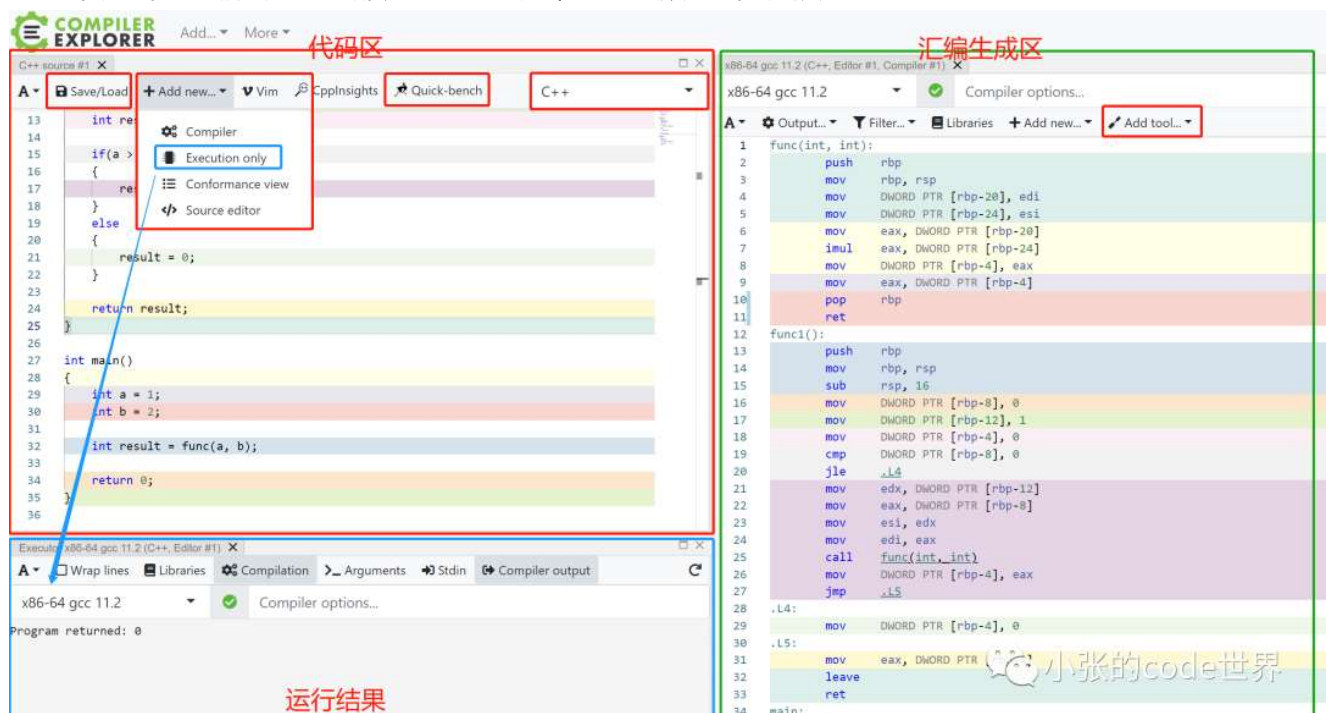 COMPILER
EXPLORER
Add...
More
代码区
汇编生成区
C++ source #1 X
A
Save/Load
+ Add new...
Vim
CppInsights
Quick-bench
C++
Compiler
Execution only
Conformance view
Source editor
13 int re
14
15 if(a >
16 {
17 re
18 }
19 else
20 {
21 result = 0;
22 }
23
24 return result;
25 }
26
27 int main()
28 {
29 int a = 1;
30 int b = 2;
31
32 int result = func(a, b);
33
34 return 0;
35 }
36
Executor x86-64 gcc 11.2 (C++, Editor #1) X
A
Wrap lines
Libraries
Compilation
>_ Arguments
Stdin
Compiler output
x86-64 gcc 11.2
Compiler options...
Program returned: 0
运行结果
x86-64 gcc 11.2 (C++, Editor #1, Compiler #1) X
x86-64 gcc 11.2
Compiler options...
A
Output...
Filter...
Libraries
+ Add new...
Add tool...
1 func(int, int):
2 push rbp
3 mov rbp, rsp
4 mov DWORD PTR [rbp-20], edi
5 mov DWORD PTR [rbp-24], esi
6 mov eax, DWORD PTR [rbp-20]
7 imul eax, DWORD PTR [rbp-24]
8 mov DWORD PTR [rbp-4], eax
9 mov eax, DWORD PTR [rbp-4]
10 pop rbp
11 ret
12 func1():
13 push rbp
14 mov rbp, rsp
15 sub rsp, 16
16 mov DWORD PTR [rbp-8], 0
17 mov DWORD PTR [rbp-12], 1
18 mov DWORD PTR [rbp-4], 0
19 cmp DWORD PTR [rbp-8], 0
20 jle .L4
21 mov edx, DWORD PTR [rbp-12]
22 mov eax, DWORD PTR [rbp-8]
23 mov esi, edx
24 mov edi, eax
25 call func(int, int)
26 mov DWORD PTR [rbp-4], eax
27 jmp .L5
28 .L4:
29 mov DWORD PTR [rbp-4], 0
30 .L5:
31 mov eax, DWORD PTR
32 leave
33 ret
34 main:
小张的code世界